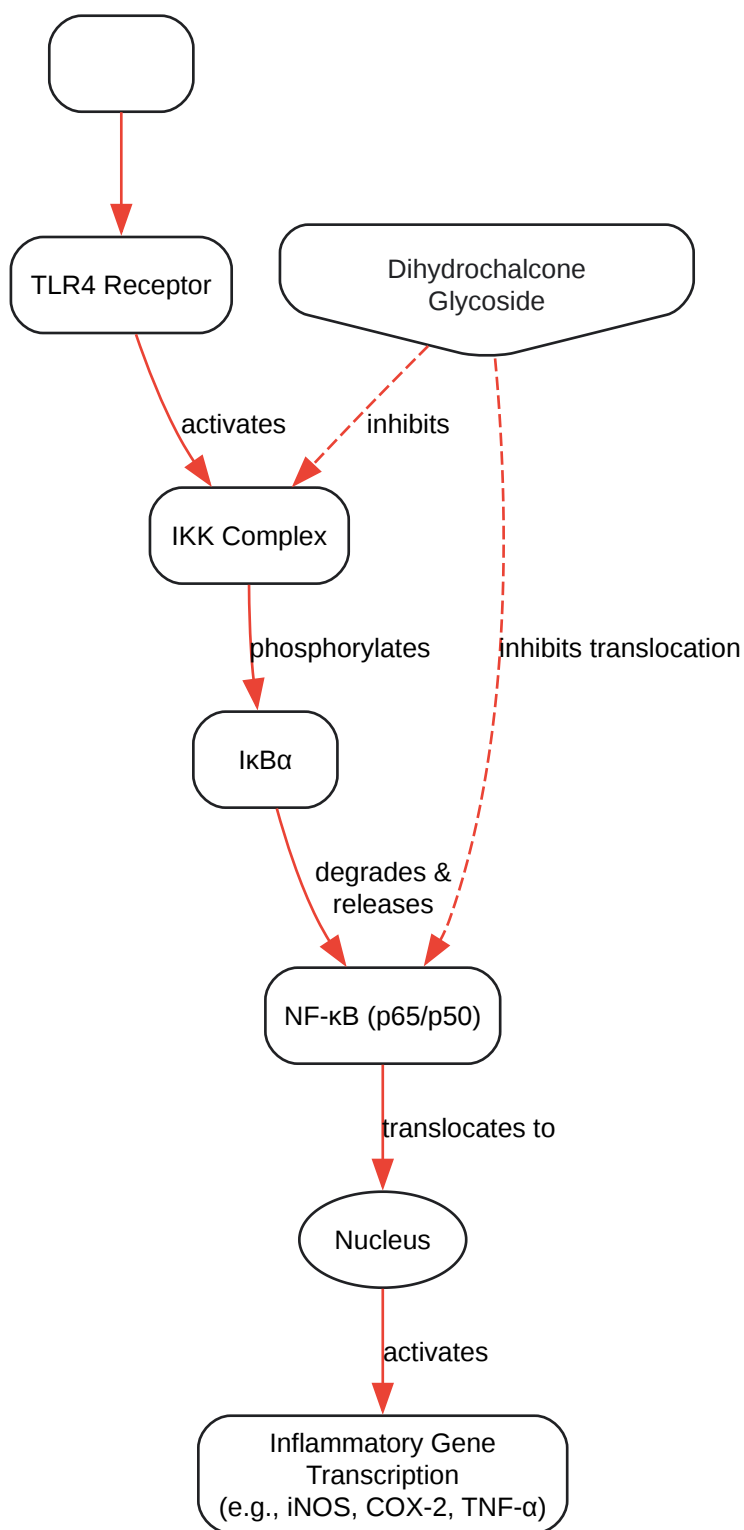 TLR4 Receptor
Dihydrochalcone
Glycoside
activates
inhibits
IKK Complex
phosphorylates
inhibits translocation
IκBα
degrades &
releases
NF-κB (p65/p50)
translocates to
Nucleus
activates
Inflammatory Gene
Transcription
(e.g., iNOS, COX-2, TNF-α)